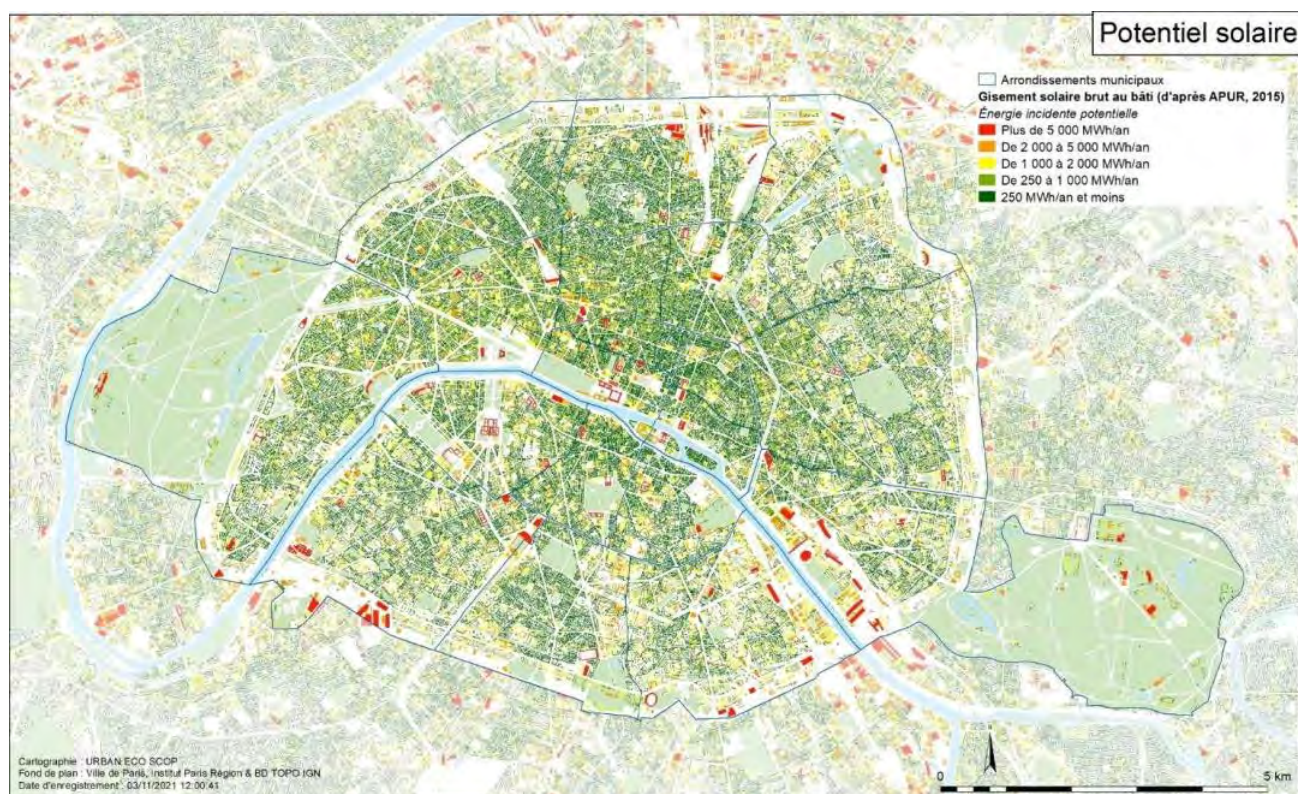 Potentiel solaire
Arrondissements municipaux
Gisement solaire brut au bâti (d'après APUR, 2015)
Énergie incidente potentielle
Plus de 5 000 MWh/an
De 2 000 à 5 000 MWh/an
De 1 000 à 2 000 MWh/an
De 250 à 1 000 MWh/an
250 MWh/an et moins
Cartographie : URBAN ECO SCOP
Fond de plan : Ville de Paris, Institut Paris Région & BD TOPO IGN
Date d'enregistrement : 03/11/2021 12:00:41
0
5 km